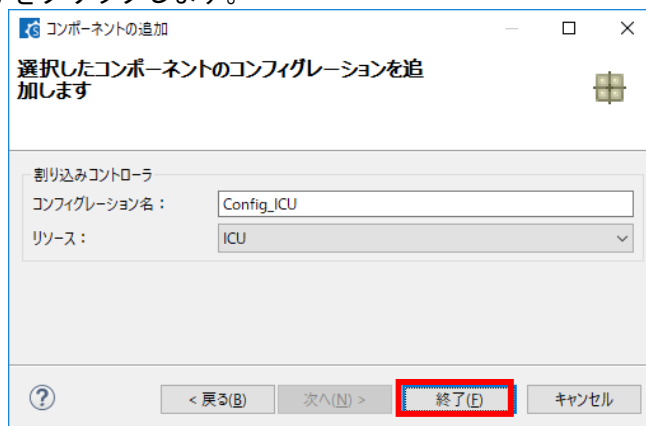 をクリックします。
コンポーネントの追加
選択したコンポーネントのコンフィグレーションを追
加します
割り込みコントローラ
コンフィグレーション名：
Config_ICU
リソース：
ICU
< 戻る(B)
次へ(N) >
終了(F)
キャンセル